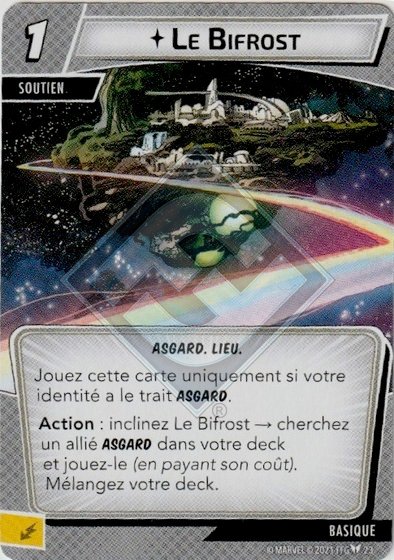 1
Le Bifrost
SOUTIEN
ASGARD. LIEU.
Jouez cette carte uniquement si votre
identité a le trait ASGARD.
Action : inclinez Le Bifrost → cherchez
un allié ASGARD dans votre deck
et jouez-le (en payant son coût).
Mélangez votre deck.
®
BASIQUE
© MARVEL © 2021 FFG 23